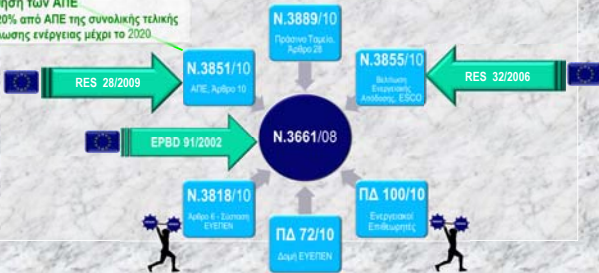 ηση των ΑΠΕ
20% από ΑΠΕ της συνολικής τελικής
λωσης ενέργειας μέχρι το 2020
Ν.3889/10
Πράσινο Ταμείο,
Άρθρο 28
Ν.3851/10
ΑΠΕ, Άρθρο 10
Ν.3855/10
Βελτίωση
Ενεργειακής
Απόδοσης, ESCO
RES 28/2009
RES 32/2006
EPBD 91/2002
Ν.3661/08
Ν.3818/10
Άρθρο 6 - Σύσταση
ΕΥΕΠΕΝ
ΠΔ 72/10
Δομή ΕΥΕΠΕΝ
ΠΔ 100/10
Ενεργειακοί
Επιθεωρητές